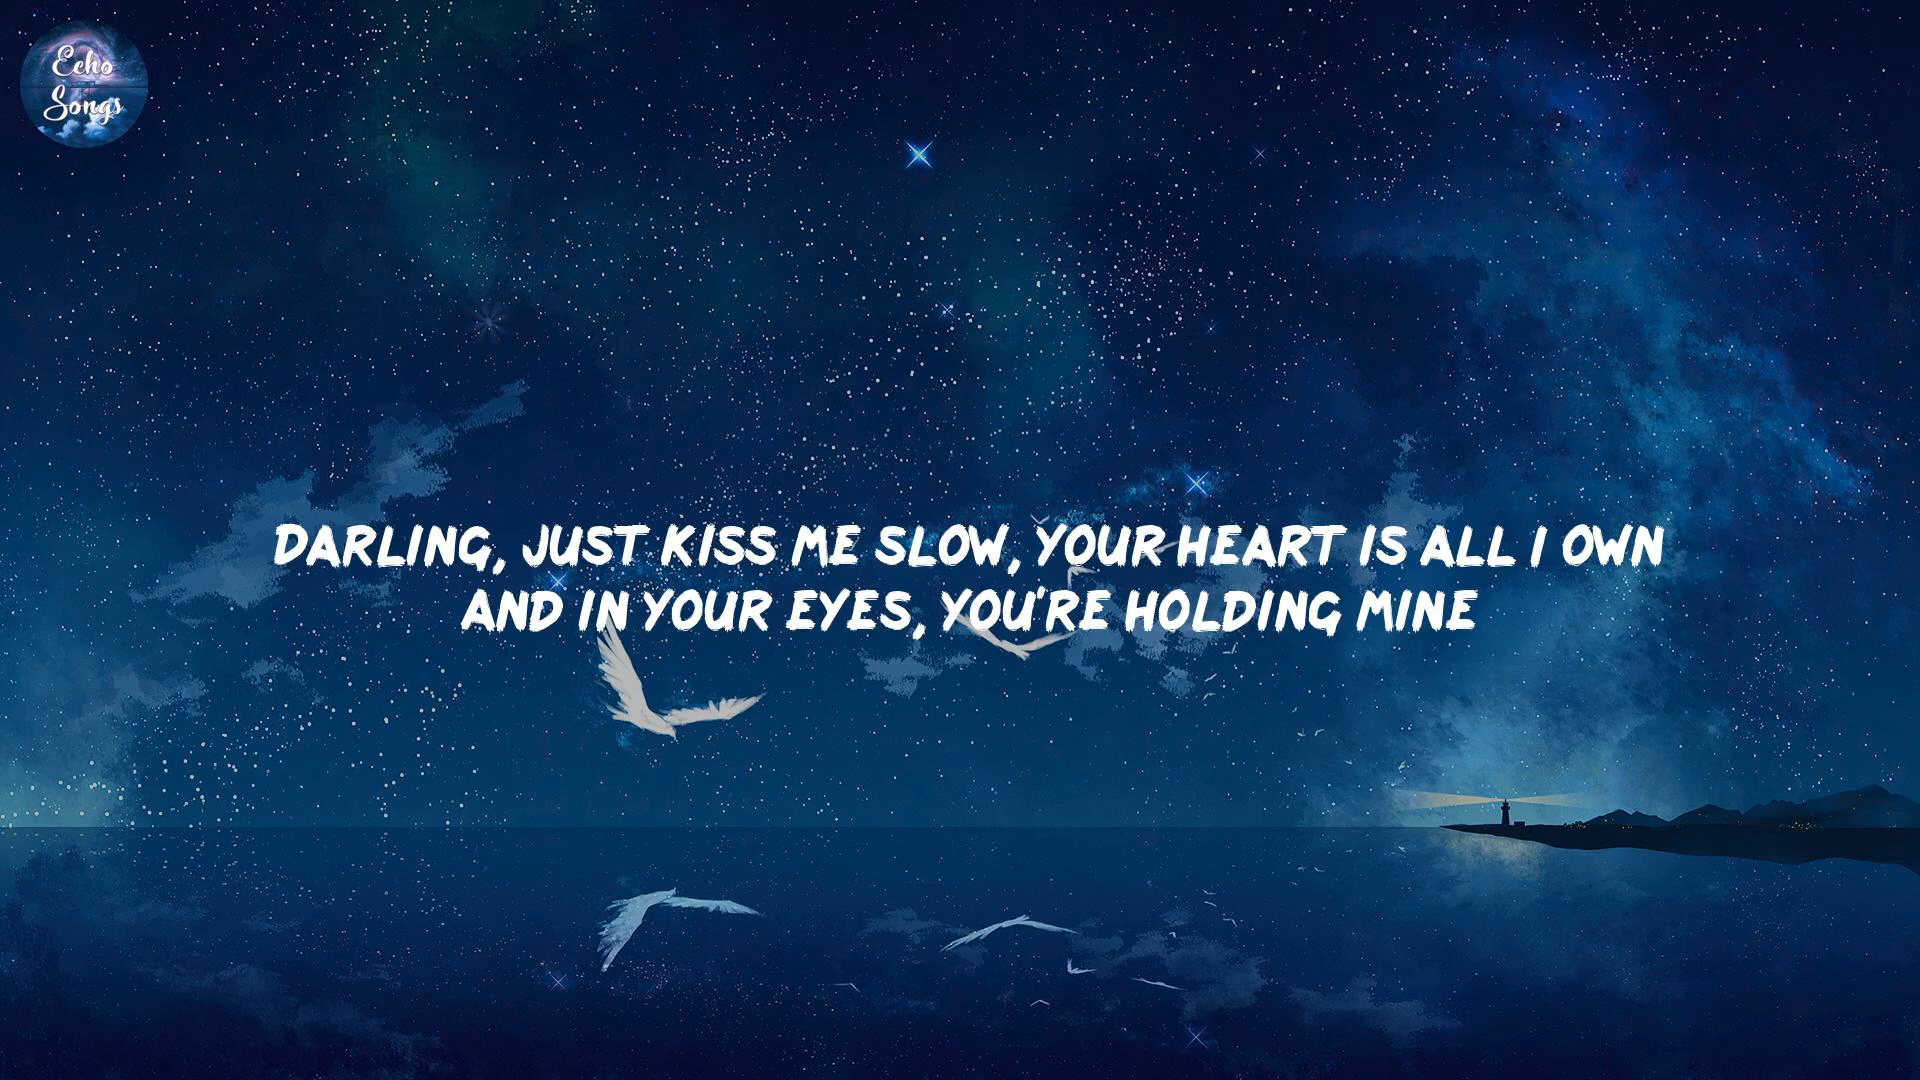 Echo
Songs
DARLING, JUST KISS ME SLOW, YOUR HEART IS ALL I OWN
AND IN YOUR EYES, YOU'RE HOLDING MINE